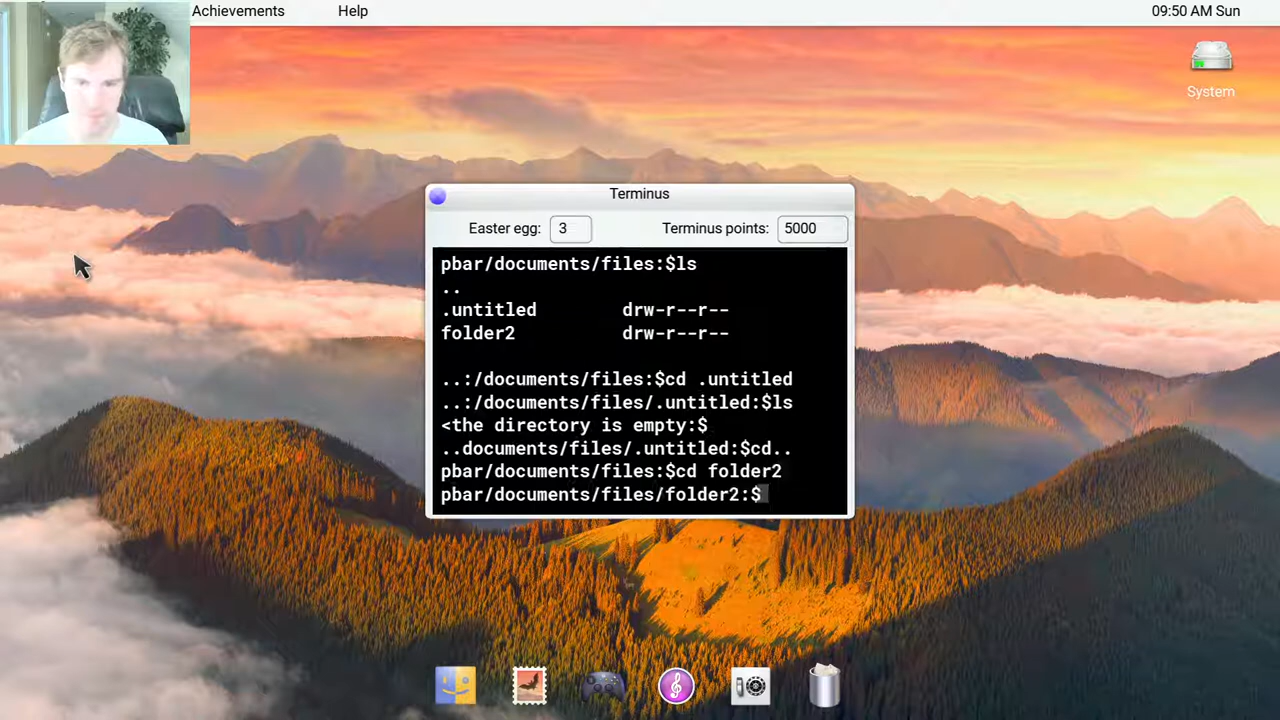 Achievements Help 09:50 AM Sun
System
Terminus
Easter egg: 3 Terminus points: 5000
pbar/documents/files:$ls
..
.untitled drw-r--r--
folder2 drw-r--r--
..:/documents/files:$cd .untitled
..:/documents/files/.untitled:$ls
<the directory is empty:$
..documents/files/.untitled:$cd..
pbar/documents/files:$cd folder2
pbar/documents/files/folder2:$